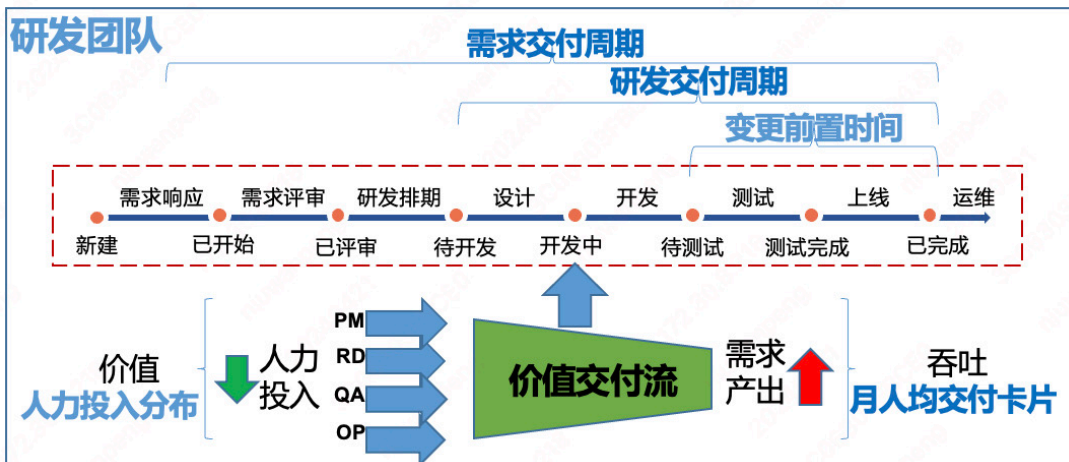 研发团队
需求交付周期
研发交付周期
变更前置时间
需求响应 需求评审 研发排期 设计 开发 测试 上线 运维
新建 已开始 已评审 待开发 开发中 待测试 测试完成 已完成
价值
人力投入分布
人力
投入
PM
RD
QA
OP
价值交付流
需求
产出
吞吐
月人均交付卡片